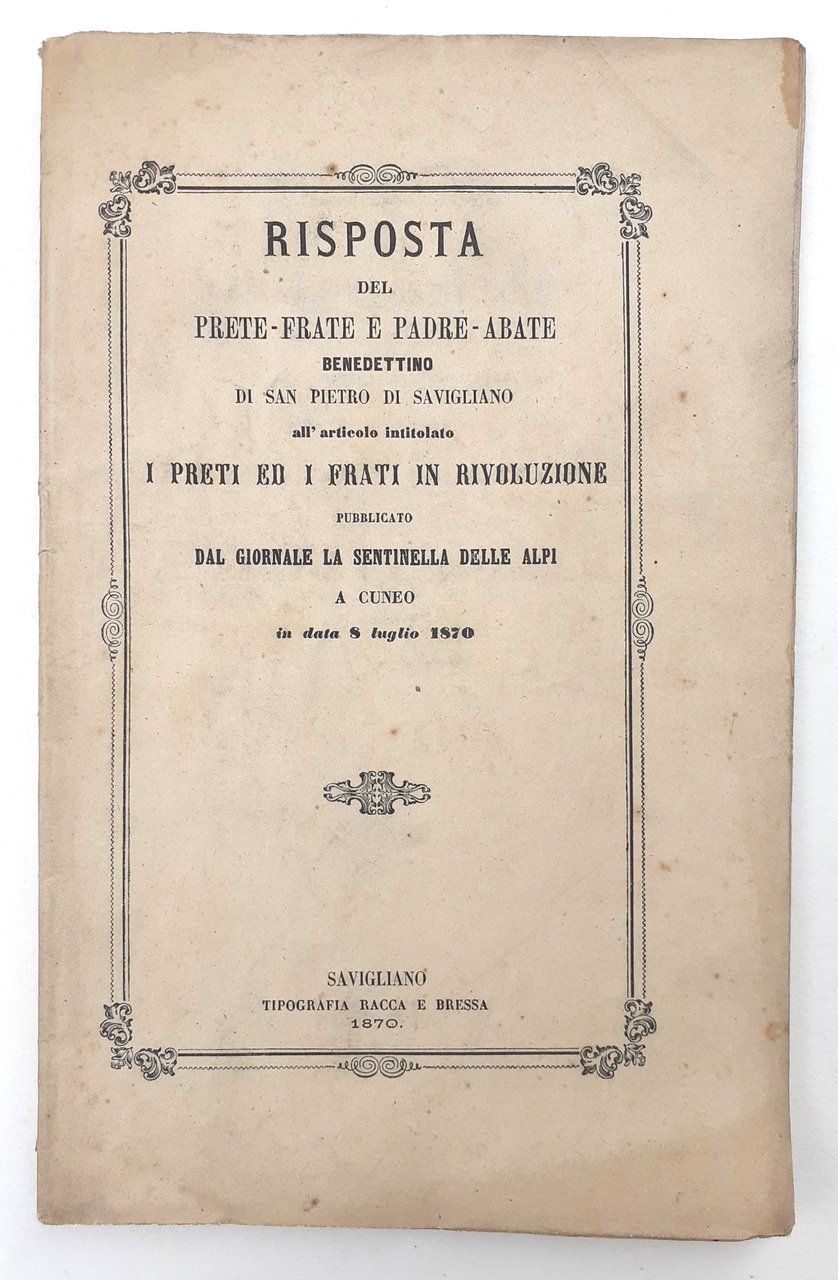 RISPOSTA
DEL
PRETE-FRATE E PADRE-ABATE
BENEDETTINO
DI SAN PIETRO DI SAVIGLIANO
all' articolo intitolato
I PRETI ED I FRATI IN RIVOLUZIONE
PUBBLICATO
DAL GIORNALE LA SENTINELLA DELLE ALPI
A CUNEO
in data 8 luglio 1870
SAVIGLIANO
TIPOGRAFIA RACCA E BRESSA
1870.